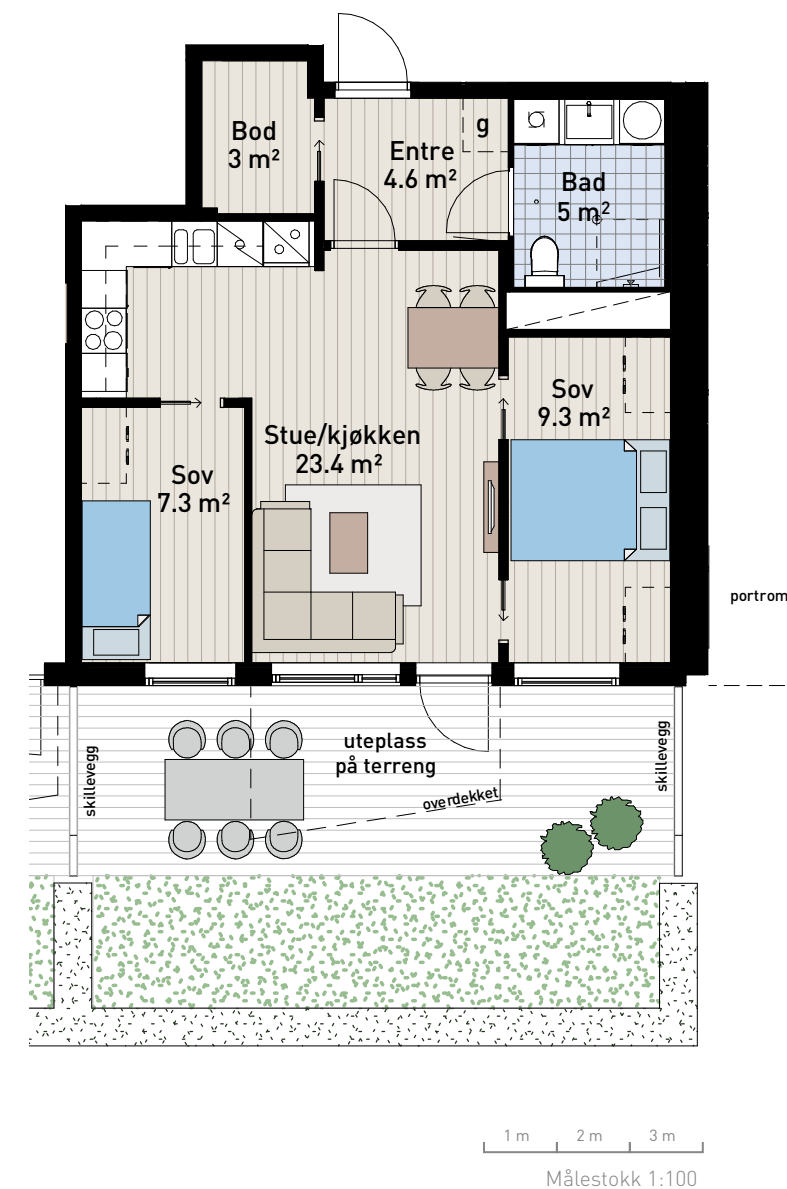 Bod
3 m²
g
Entre
4.6 m²
Bad
5 m²
Sov
9.3 m²
Stue/kjøkken
23.4 m²
Sov
7.3 m²
portrom
uteplass
på terreng
skillevegg
skillevegg
overdekket
1 m 2 m 3 m
Målestokk 1:100